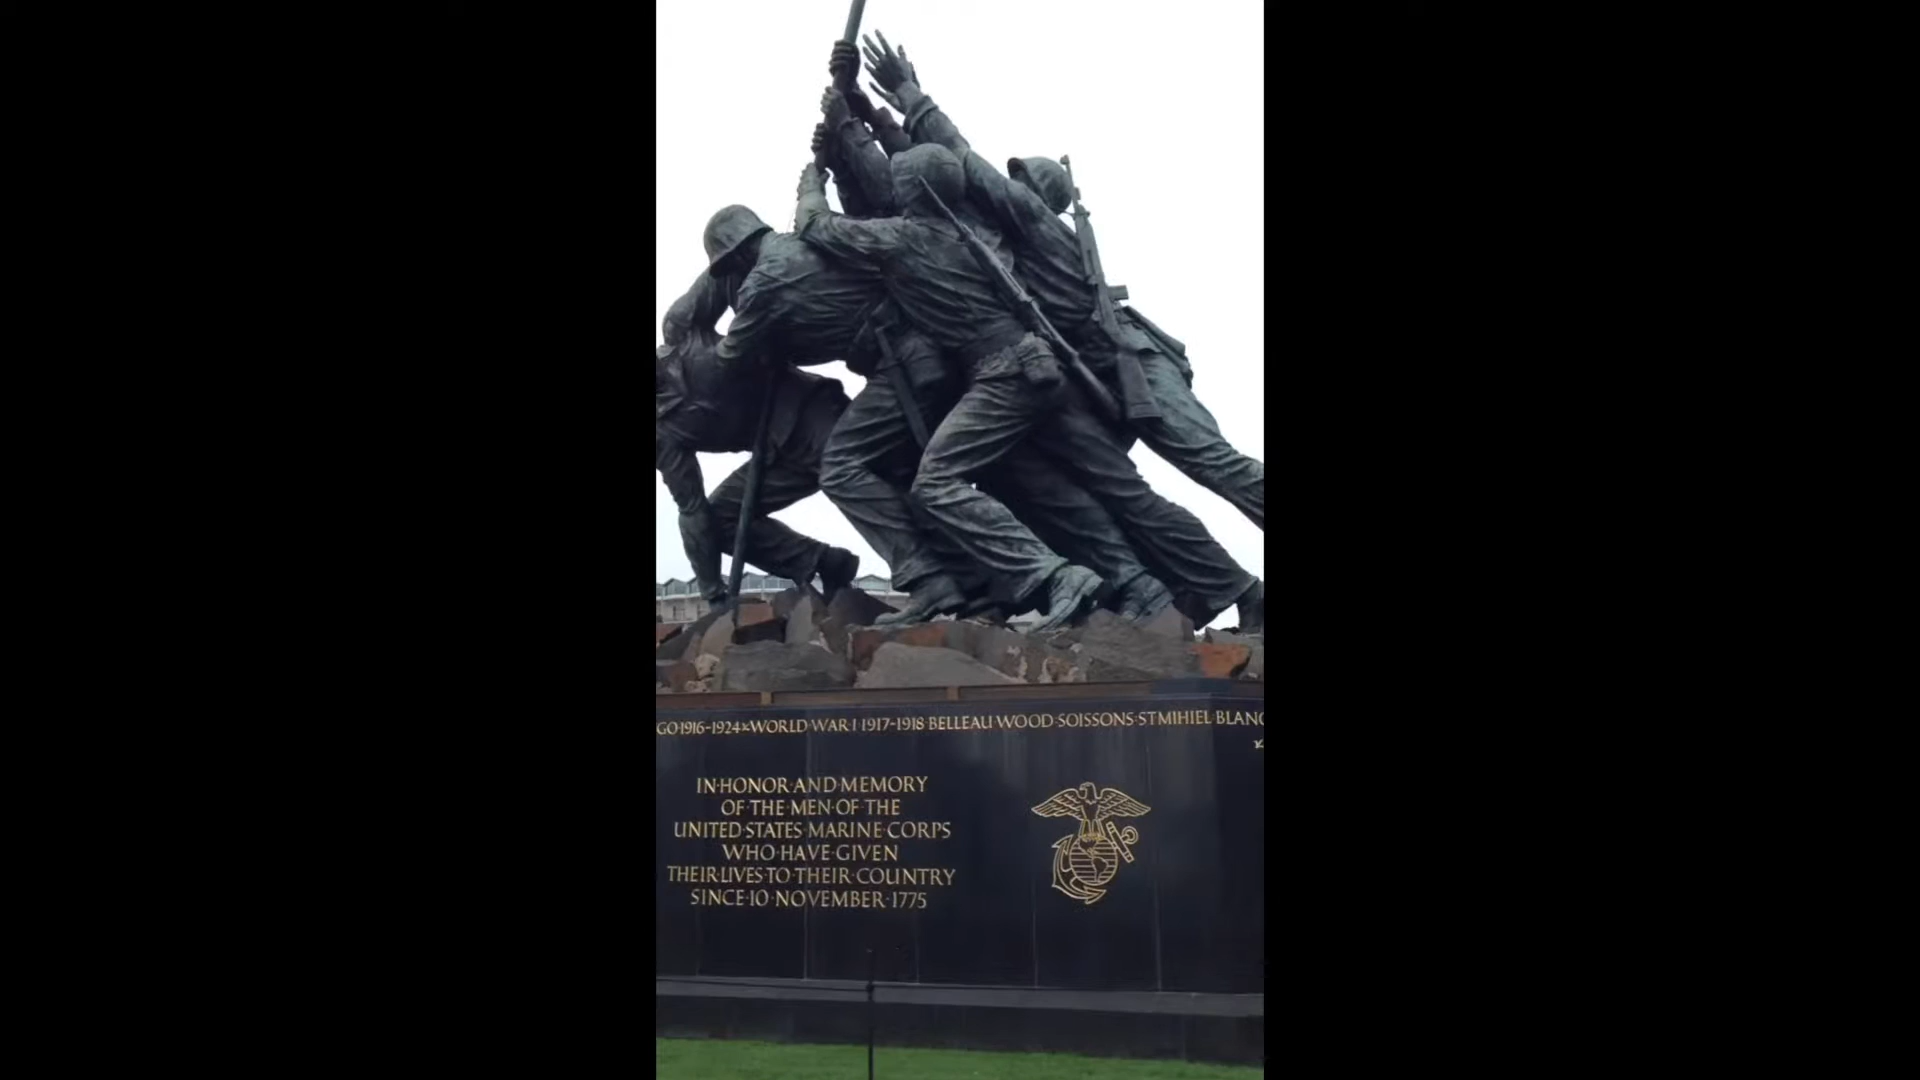 GO·1916-1924×WORLD·WAR·I·1917-1918·BELLEAU·WOOD·SOISSONS·ST·MIHIEL·BLANC
IN·HONOR·AND·MEMORY
OF·THE·MEN·OF·THE
UNITED·STATES·MARINE·CORPS
WHO·HAVE·GIVEN
THEIR·LIVES·TO·THEIR·COUNTRY
SINCE·10·NOVEMBER·1775